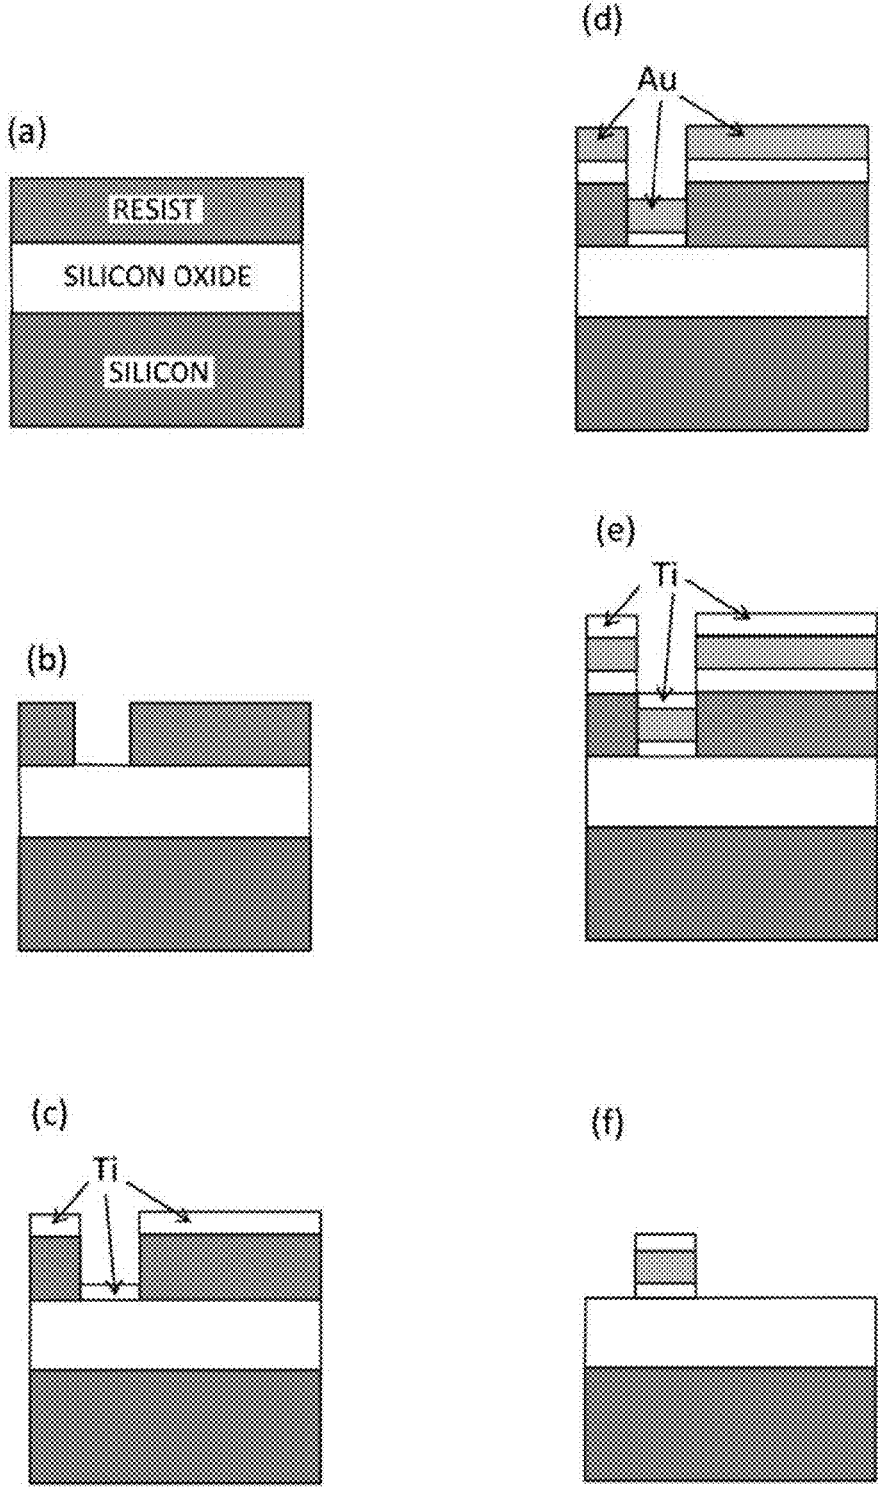 (a)
RESIST
SILICON OXIDE
SILICON
(b)
(c)
Ti
(d)
Au
(e)
Ti
(f)